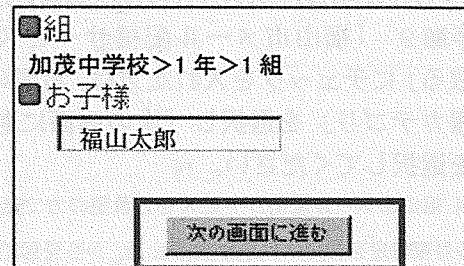 ■組
加茂中学校＞1年＞1組
■お子様
福山太郎
次の画面に進む